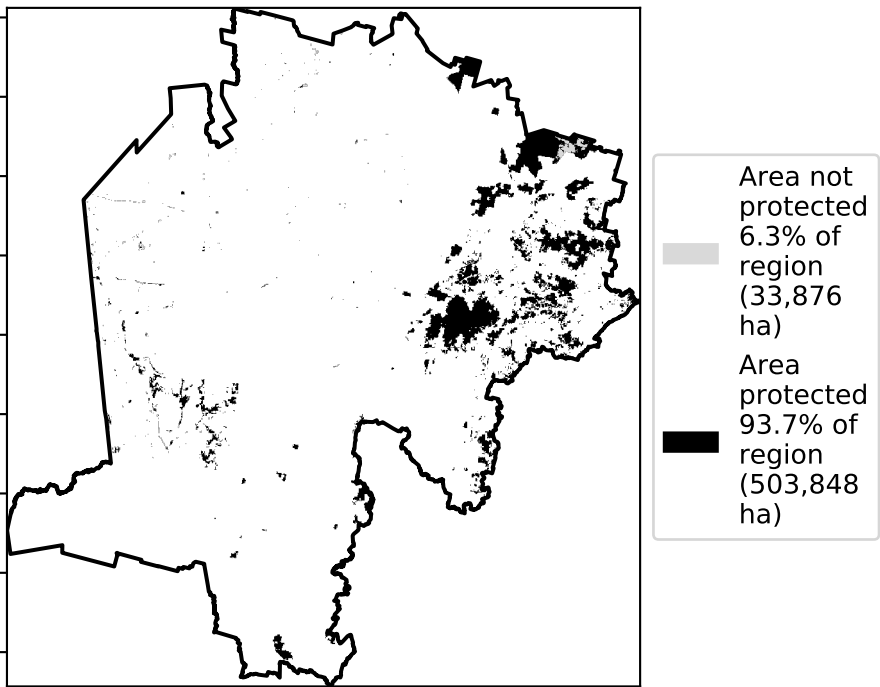 Area not
protected
6.3% of
region
(33,876
ha)
Area
protected
93.7% of
region
(503,848
ha)